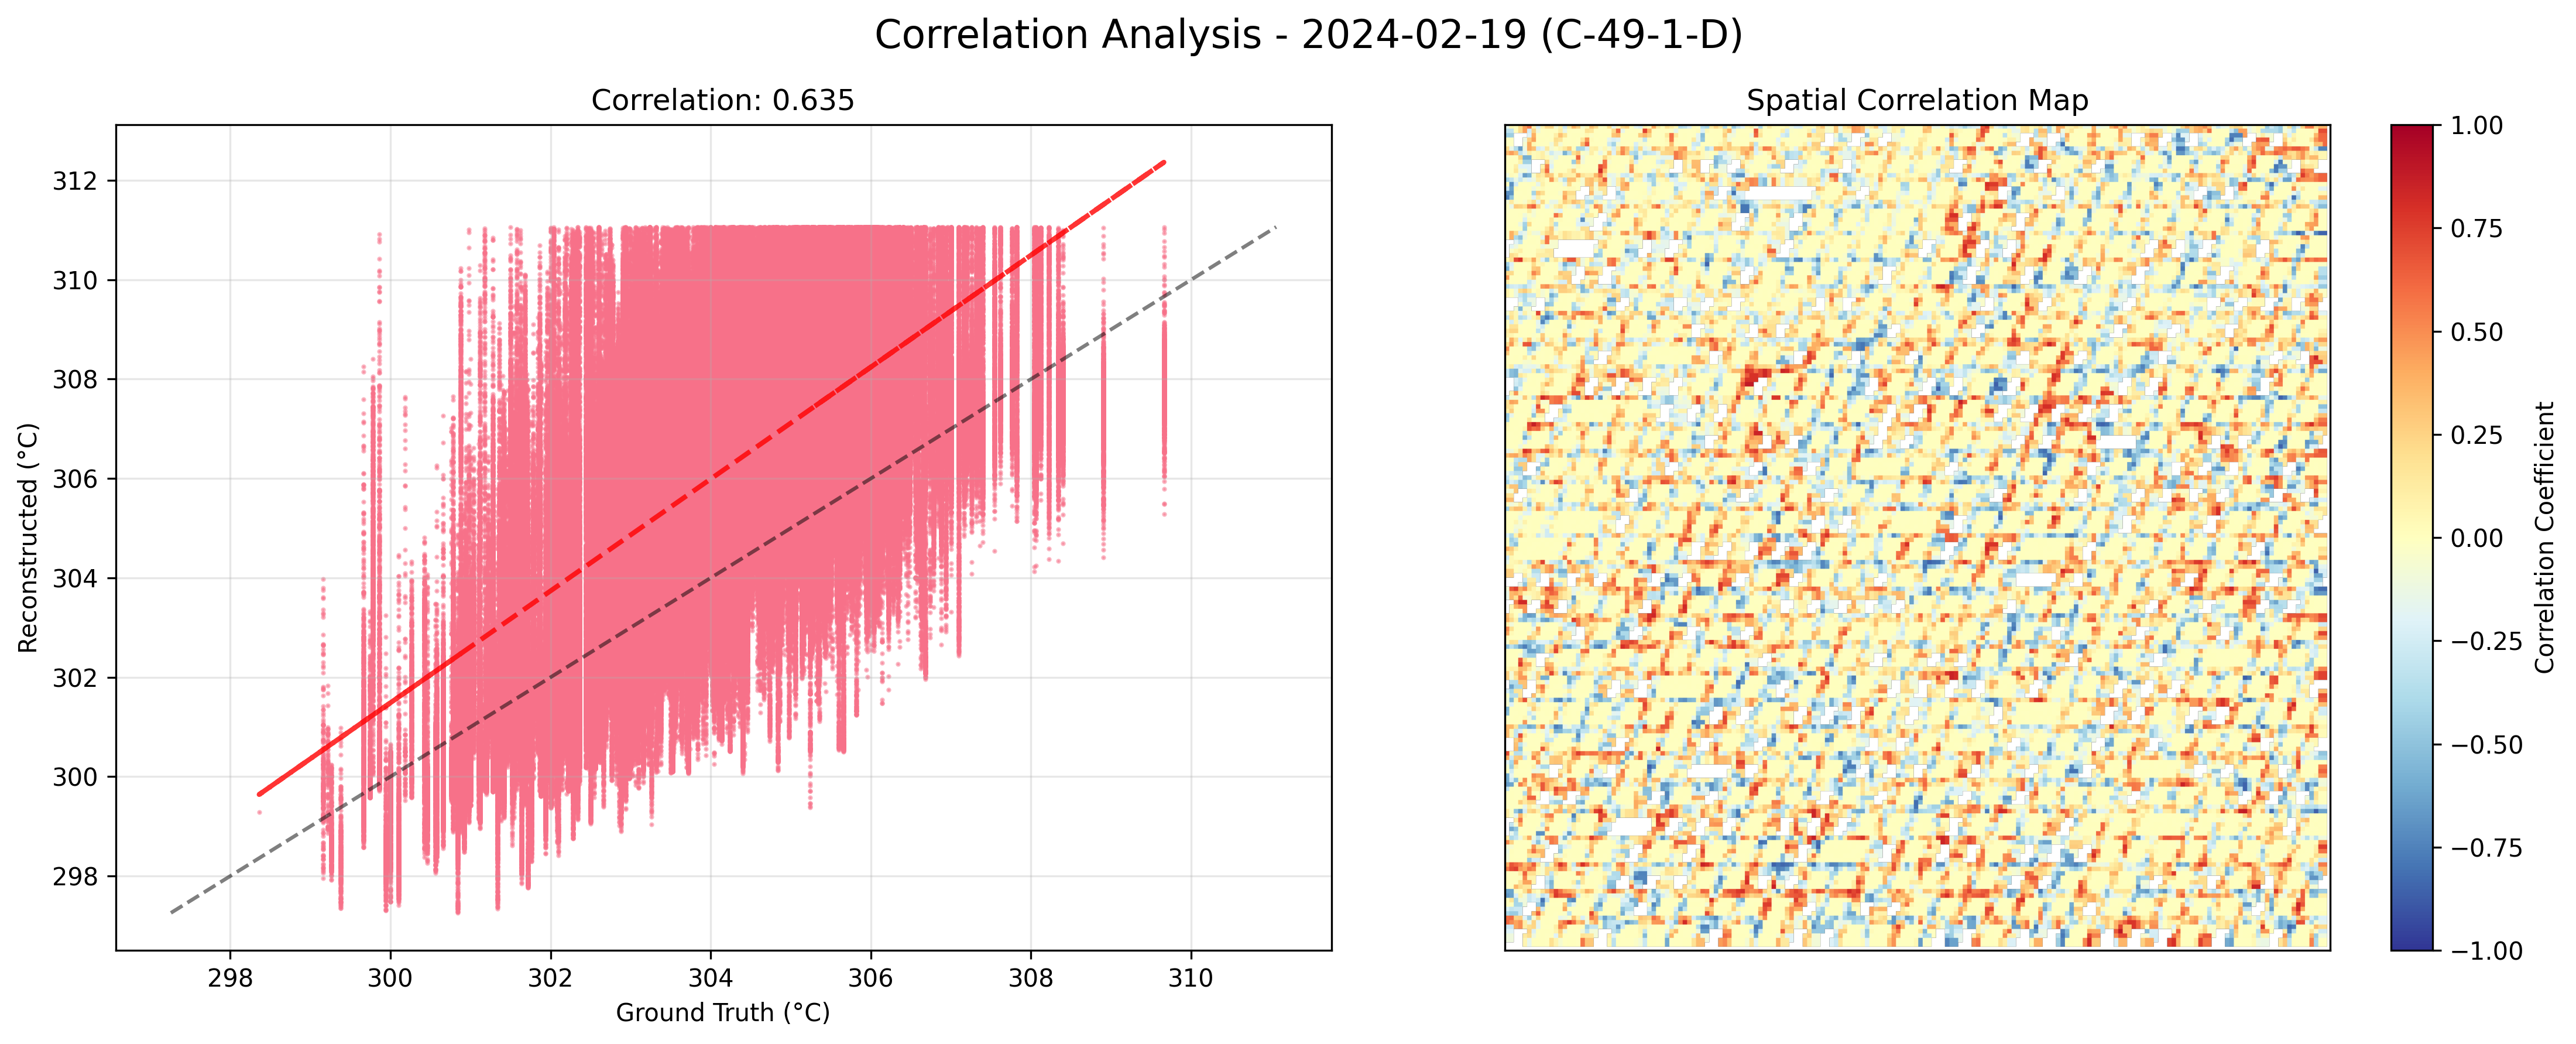 Correlation Analysis - 2024-02-19 (C-49-1-D)
Correlation: 0.635
312
310
308
306
304
302
300
298
Reconstructed (°C)
298 300 302 304 306 308 310
Ground Truth (°C)
Spatial Correlation Map
1.00
0.75
0.50
0.25
0.00
−0.25
−0.50
−0.75
−1.00
Correlation Coefficient